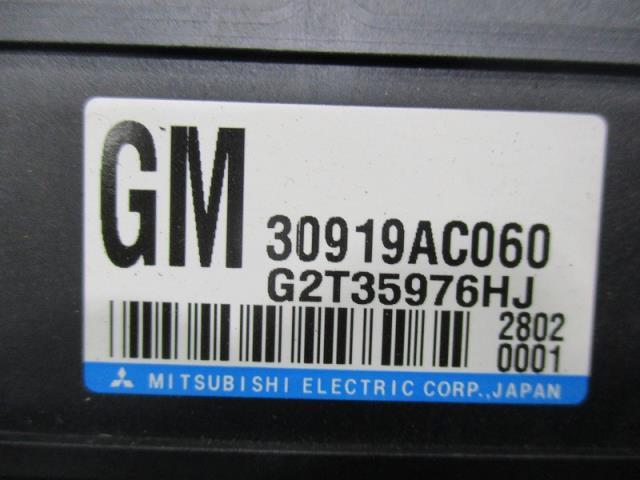 GM 30919AC060
G2T35976HJ
2802
0001
MITSUBISHI ELECTRIC CORP.,JAPAN